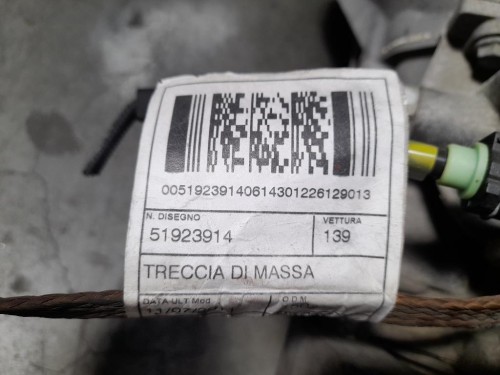 00519239140614301226129013
N. DISEGNO VETTURA
51923914 139
TRECCIA DI MASSA
DATA ULT Mod.